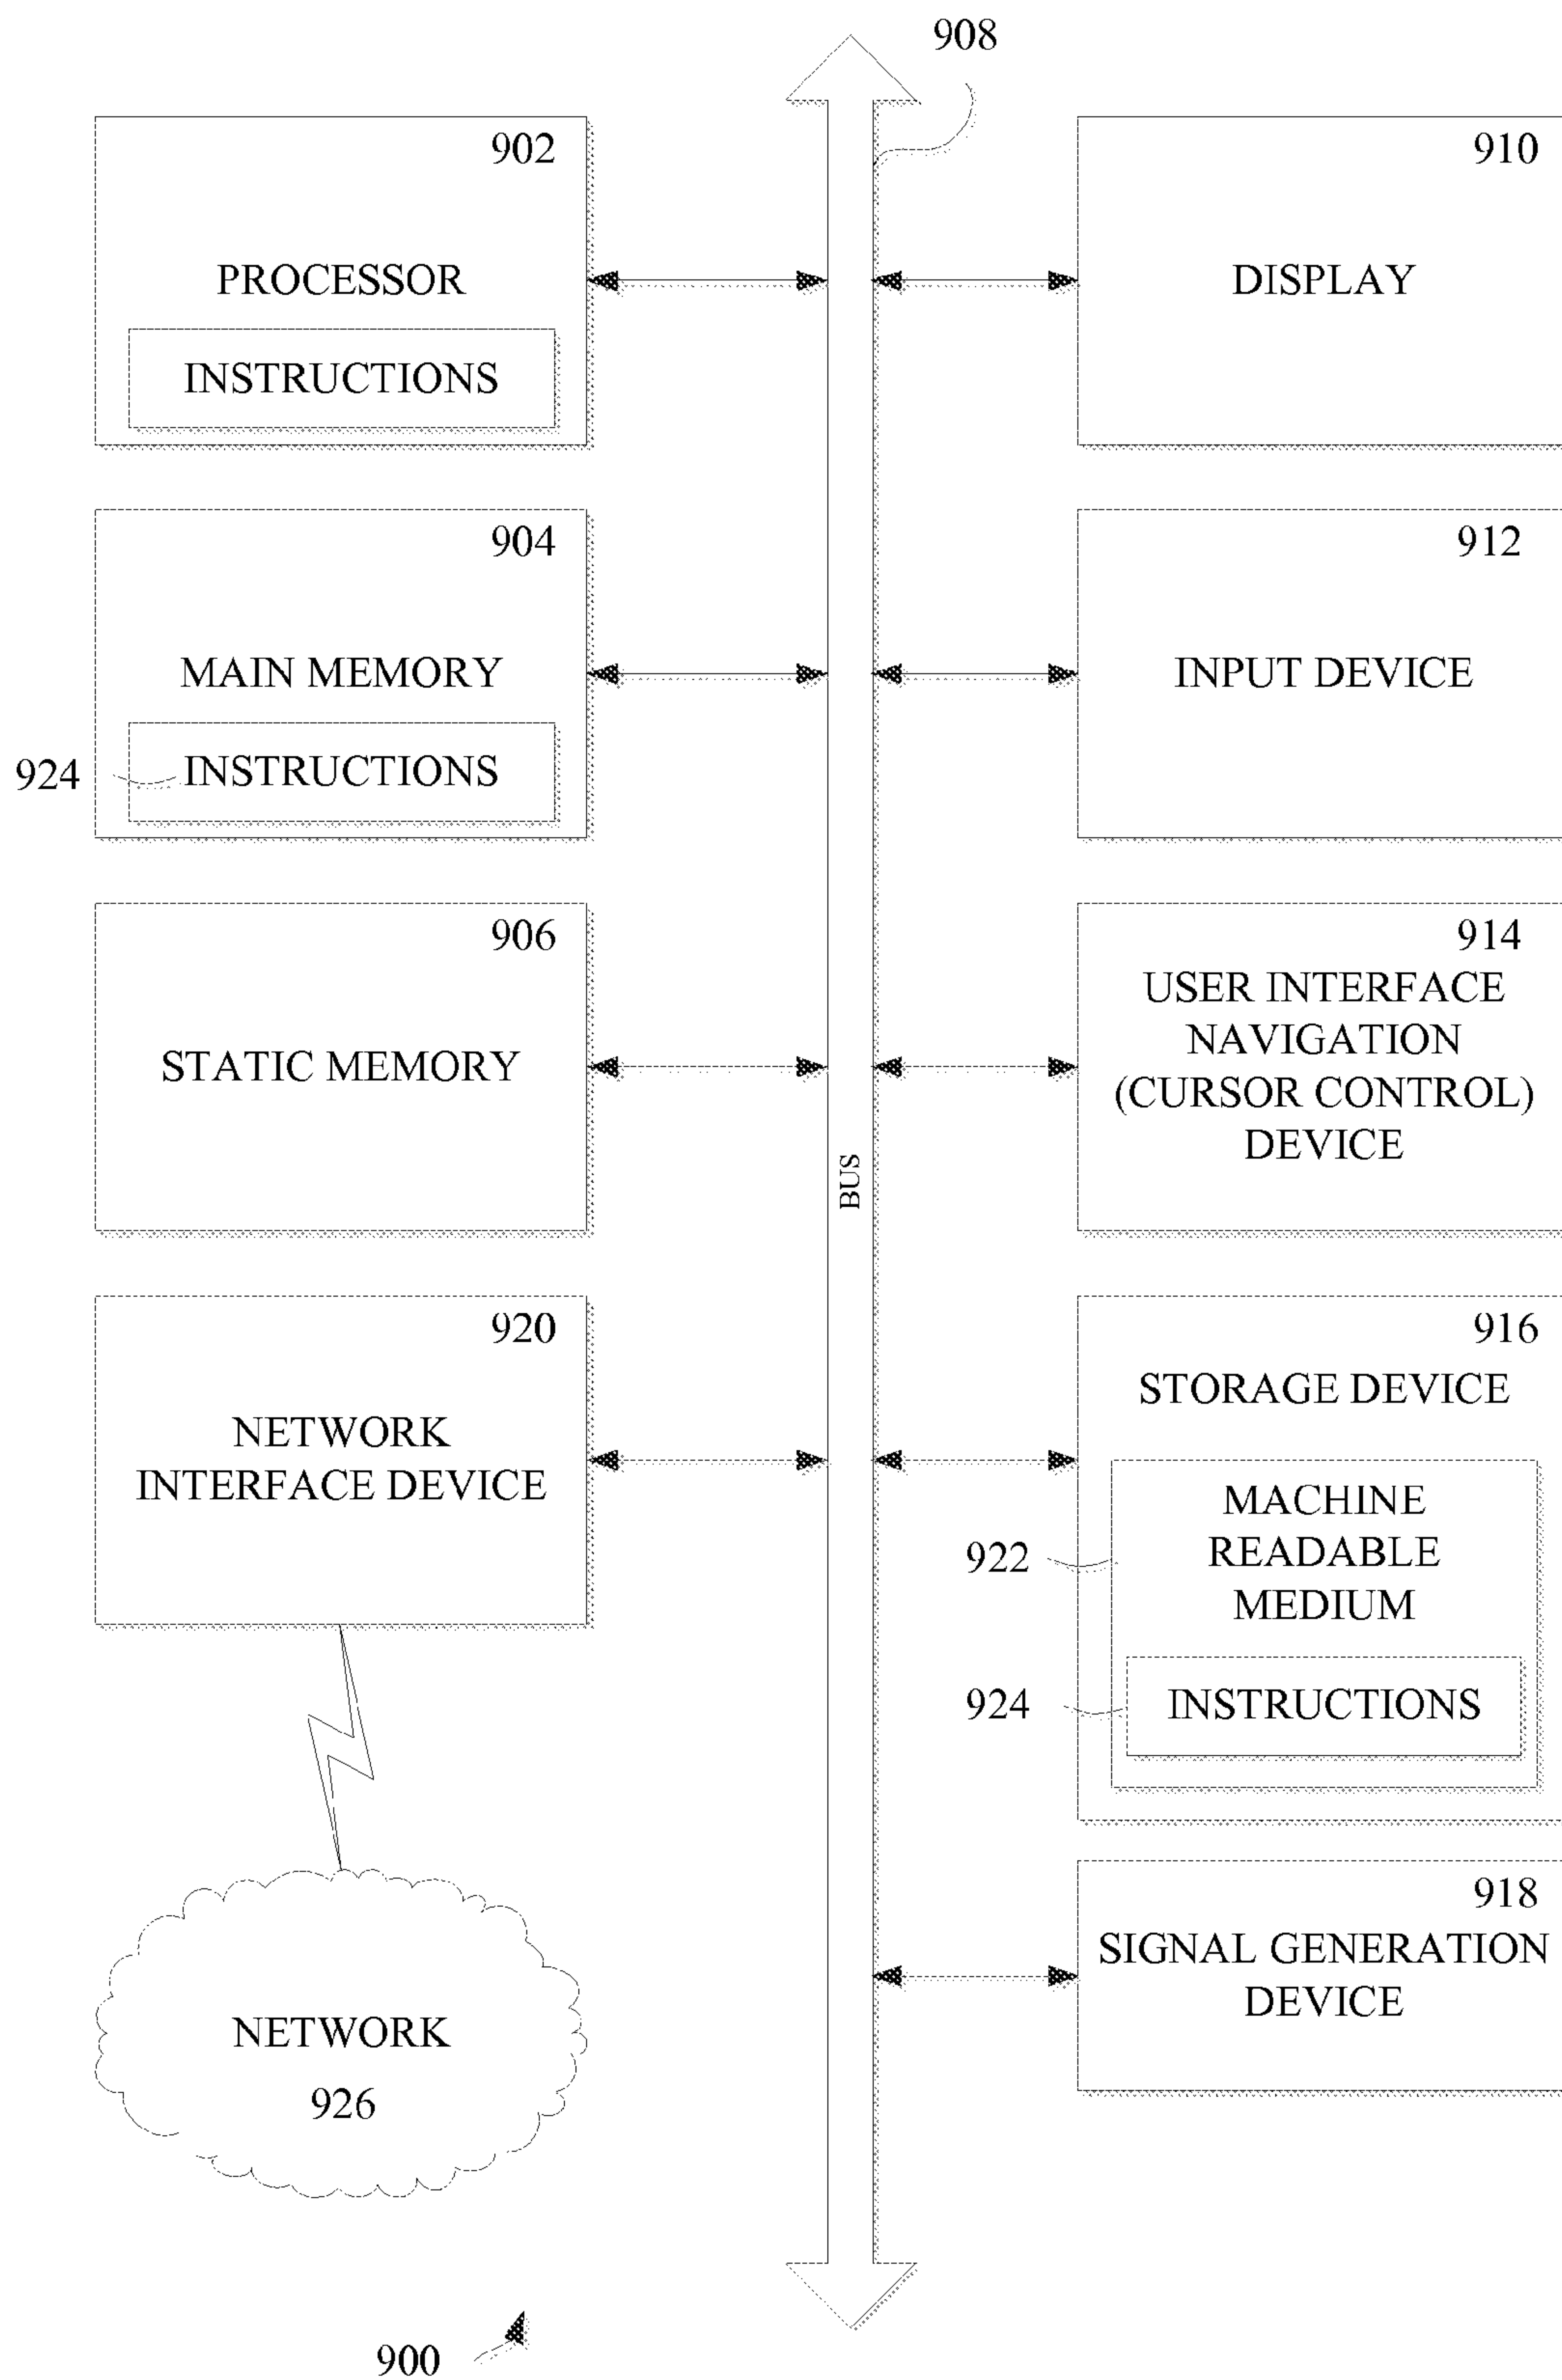 908
902
PROCESSOR
INSTRUCTIONS
910
DISPLAY
904
MAIN MEMORY
924
INSTRUCTIONS
912
INPUT DEVICE
906
STATIC MEMORY
914
USER INTERFACE
NAVIGATION
(CURSOR CONTROL)
DEVICE
BUS
920
NETWORK
INTERFACE DEVICE
916
STORAGE DEVICE
922
MACHINE
READABLE
MEDIUM
924
INSTRUCTIONS
918
SIGNAL GENERATION
DEVICE
NETWORK
926
900